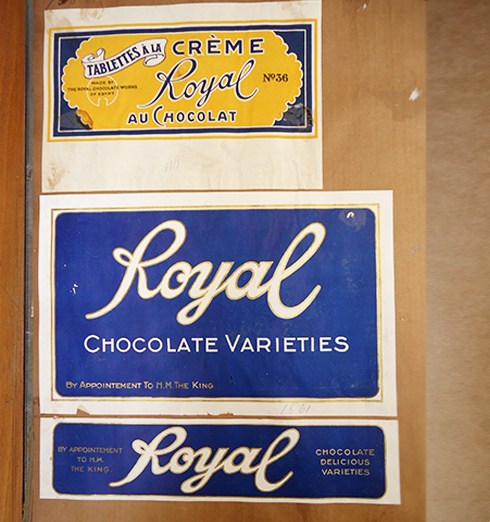 TABLETTES À LA CRÈME
MADE BY
THE ROYAL CHOCOLATE WORKS
OF EGYPT
Royal
Nº36
AU CHOCOLAT
Royal
CHOCOLATE VARIETIES
BY APPOINTEMENT TO H.M. THE KING
BY APPOINTEMENT
TO H.M.
THE KING.
Royal
CHOCOLATE
DELICIOUS
VARIETIES